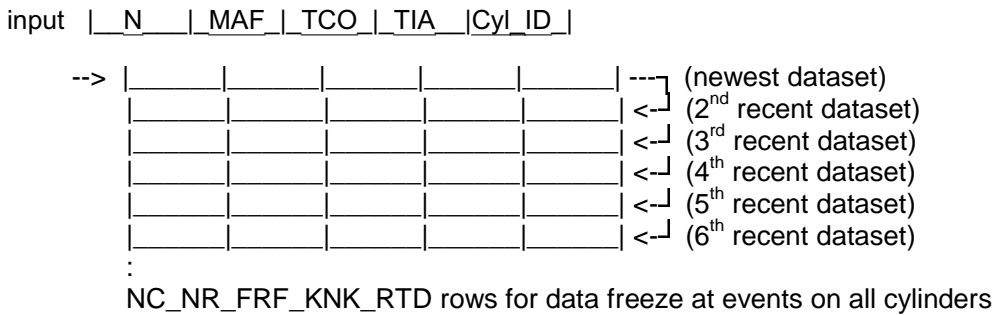 input |__N___|_MAF_|_TCO_|_TIA__|Cyl_ID_|
--> |______|______|______|______|______| ---┐ (newest dataset)
|______|______|______|______|______| <-┘ (2nd recent dataset)
|______|______|______|______|______| <-┘ (3rd recent dataset)
|______|______|______|______|______| <-┘ (4th recent dataset)
|______|______|______|______|______| <-┘ (5th recent dataset)
|______|______|______|______|______| <-┘ (6th recent dataset)
:
NC_NR_FRF_KNK_RTD rows for data freeze at events on all cylinders